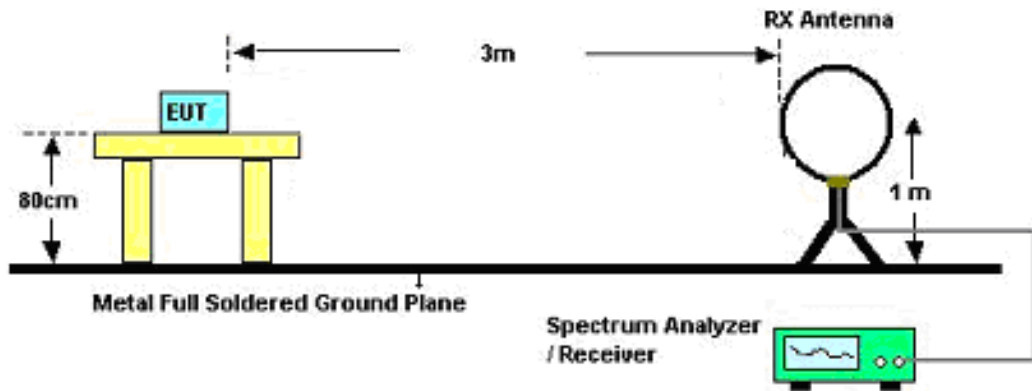 RX Antenna
3m
EUT
80cm
1 m
Metal Full Soldered Ground Plane
Spectrum Analyzer
/ Receiver